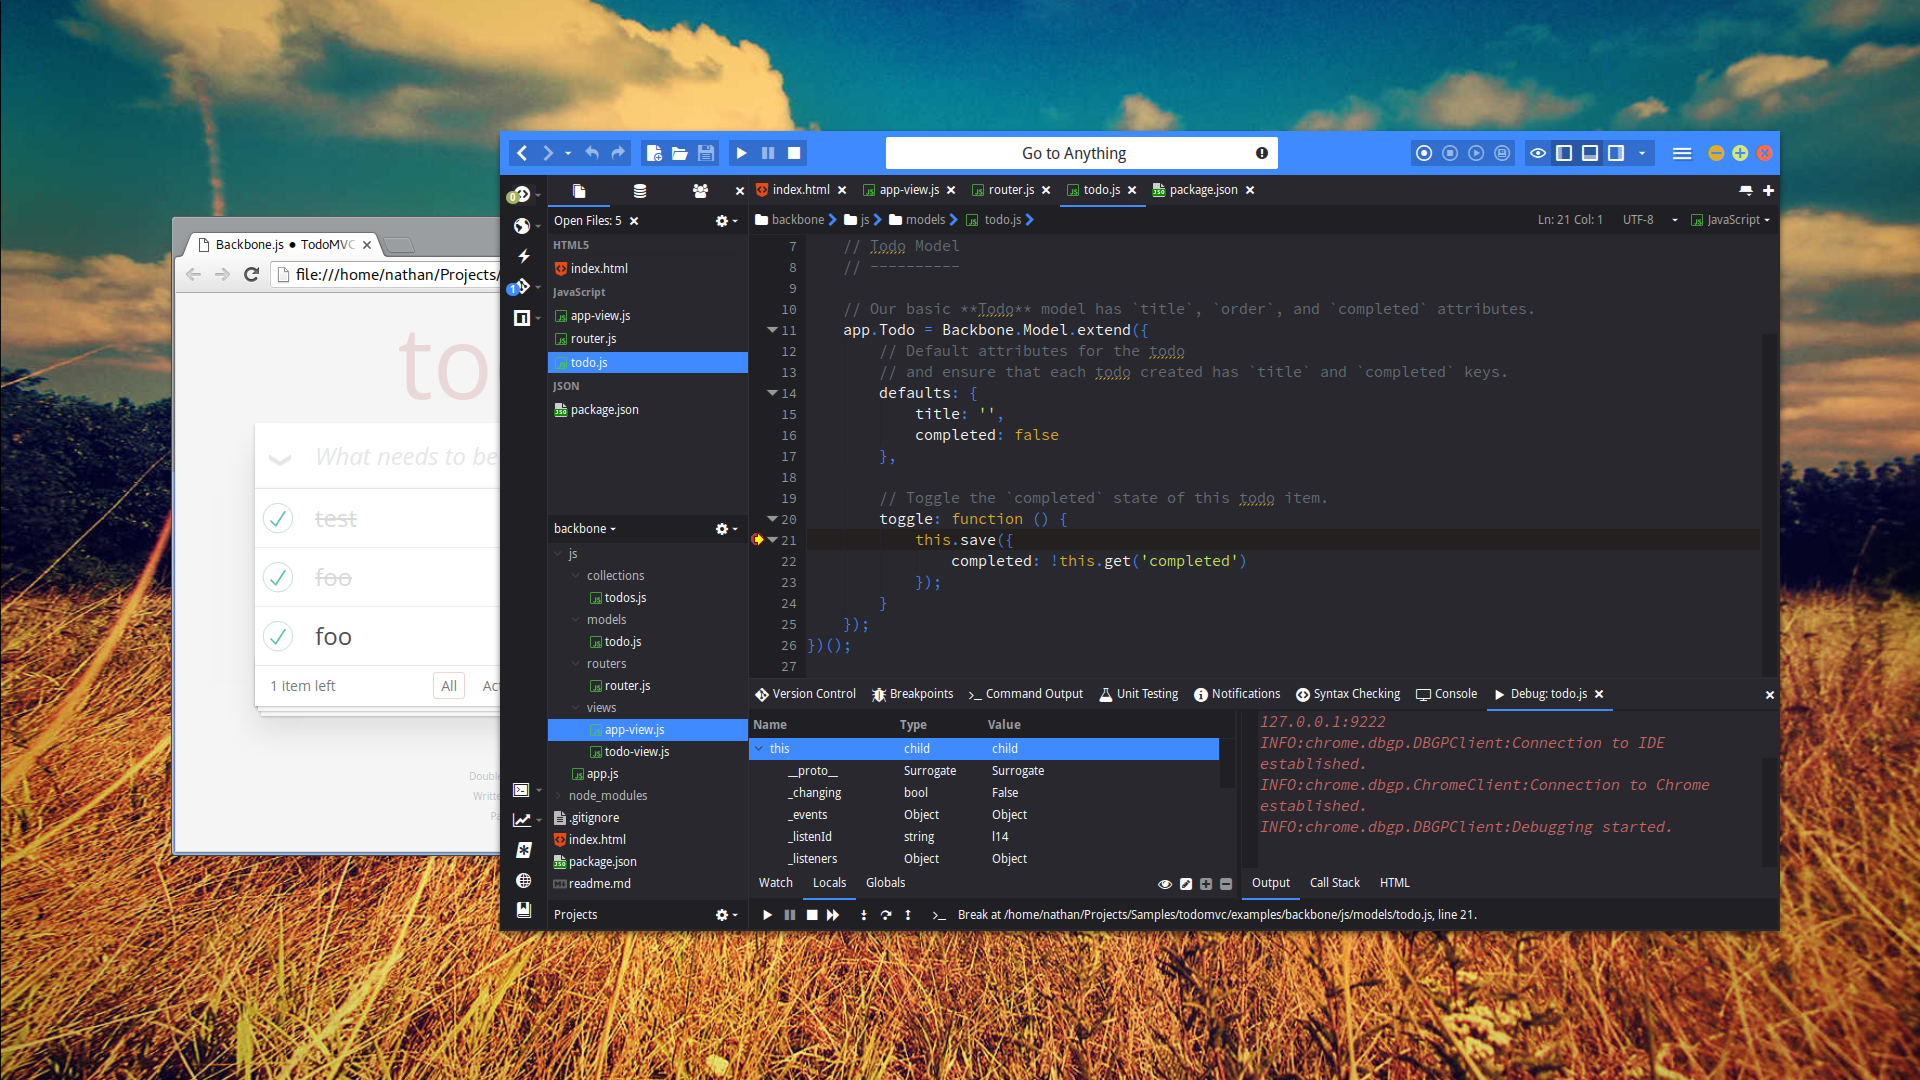 Backbone.js ● TodoMVC
file:///home/nathan/Projects/
to
What needs to be
test
foo
foo
1 item left
All
Double
Go to Anything
0
1
Open Files: 5
HTML5
index.html
JavaScript
app-view.js
router.js
todo.js
JSON
package.json
backbone
js
collections
todos.js
models
todo.js
routers
router.js
views
app-view.js
todo-view.js
app.js
node_modules
.gitignore
index.html
package.json
readme.md
Projects
index.html app-view.js router.js todo.js package.json
backbone js models todo.js Ln: 21 Col: 1 UTF-8 JavaScript
7 // Todo Model
8 // ----------
9
10 // Our basic **Todo** model has `title`, `order`, and `completed` attributes.
11 app.Todo = Backbone.Model.extend({
12 // Default attributes for the todo
13 // and ensure that each todo created has `title` and `completed` keys.
14 defaults: {
15 title: '',
16 completed: false
17 },
18
19 // Toggle the `completed` state of this todo item.
20 toggle: function () {
21 this.save({
22 completed: !this.get('completed')
23 });
24 }
25 });
26 })();
27
Version Control Breakpoints Command Output Unit Testing Notifications Syntax Checking Console Debug: todo.js
Name Type Value
this child child
__proto__ Surrogate Surrogate
_changing bool False
_events Object Object
_listenId string l14
_listeners Object Object
Watch Locals Globals
127.0.0.1:9222
INFO:chrome.dbgp.DBGPClient:Connection to IDE
established.
INFO:chrome.dbgp.ChromeClient:Connection to Chrome
established.
INFO:chrome.dbgp.DBGPClient:Debugging started.
Output Call Stack HTML
Break at /home/nathan/Projects/Samples/todomvc/examples/backbone/js/models/todo.js, line 21.